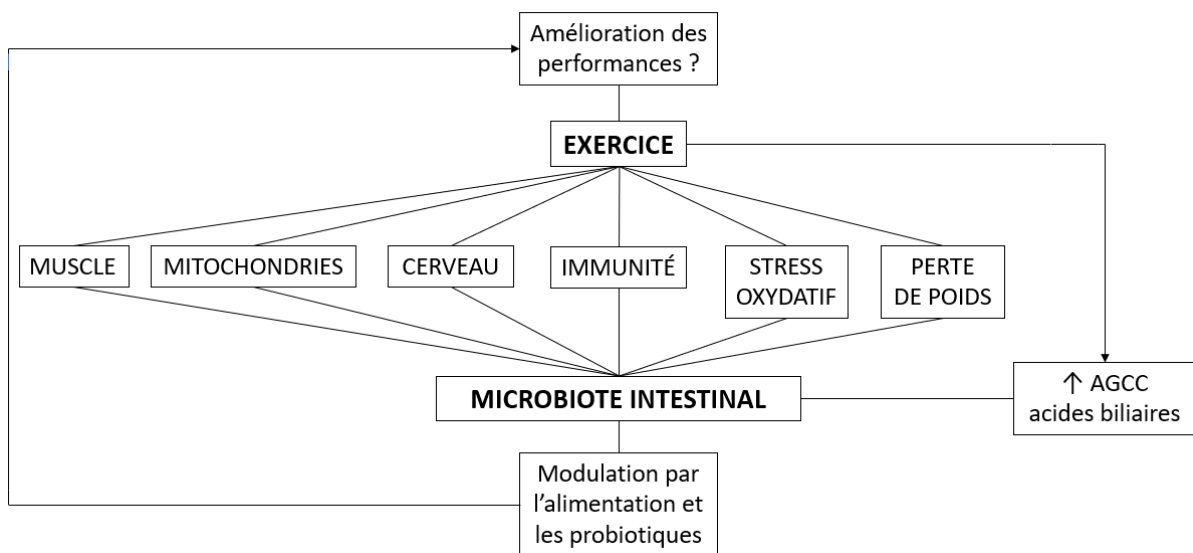 Amélioration des
performances ?
EXERCICE
MUSCLE
MITOCHONDRIES
CERVEAU
IMMUNITÉ
STRESS
OXYDATIF
PERTE
DE POIDS
MICROBIOTE INTESTINAL
↑ AGCC
acides biliaires
Modulation par
l’alimentation et
les probiotiques